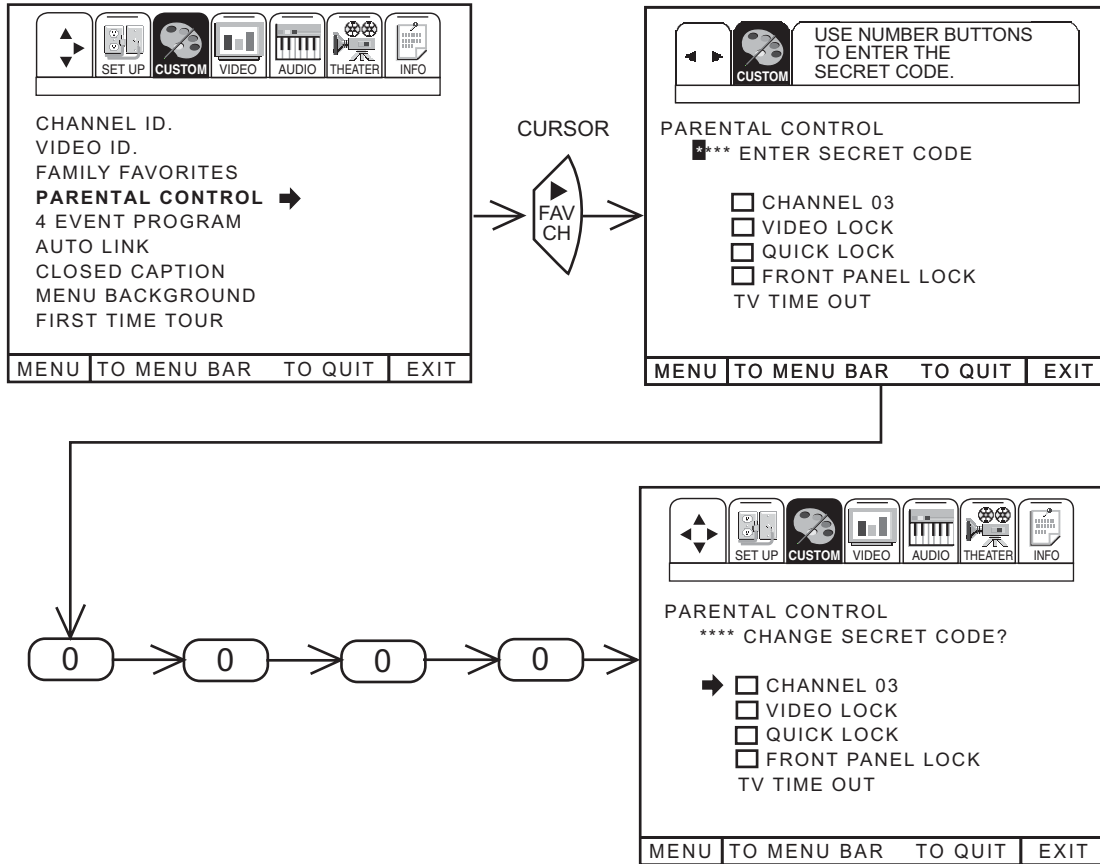 SET UP CUSTOM VIDEO AUDIO THEATER INFO
CHANNEL ID.
VIDEO ID.
FAMILY FAVORITES
PARENTAL CONTROL
4 EVENT PROGRAM
AUTO LINK
CLOSED CAPTION
MENU BACKGROUND
FIRST TIME TOUR
MENU TO MENU BAR TO QUIT EXIT
CURSOR
FAV
CH
CUSTOM
USE NUMBER BUTTONS
TO ENTER THE
SECRET CODE.
PARENTAL CONTROL
**** ENTER SECRET CODE
CHANNEL 03
VIDEO LOCK
QUICK LOCK
FRONT PANEL LOCK
TV TIME OUT
MENU TO MENU BAR TO QUIT EXIT
0 0 0 0
SET UP CUSTOM VIDEO AUDIO THEATER INFO
PARENTAL CONTROL
**** CHANGE SECRET CODE?
CHANNEL 03
VIDEO LOCK
QUICK LOCK
FRONT PANEL LOCK
TV TIME OUT
MENU TO MENU BAR TO QUIT EXIT